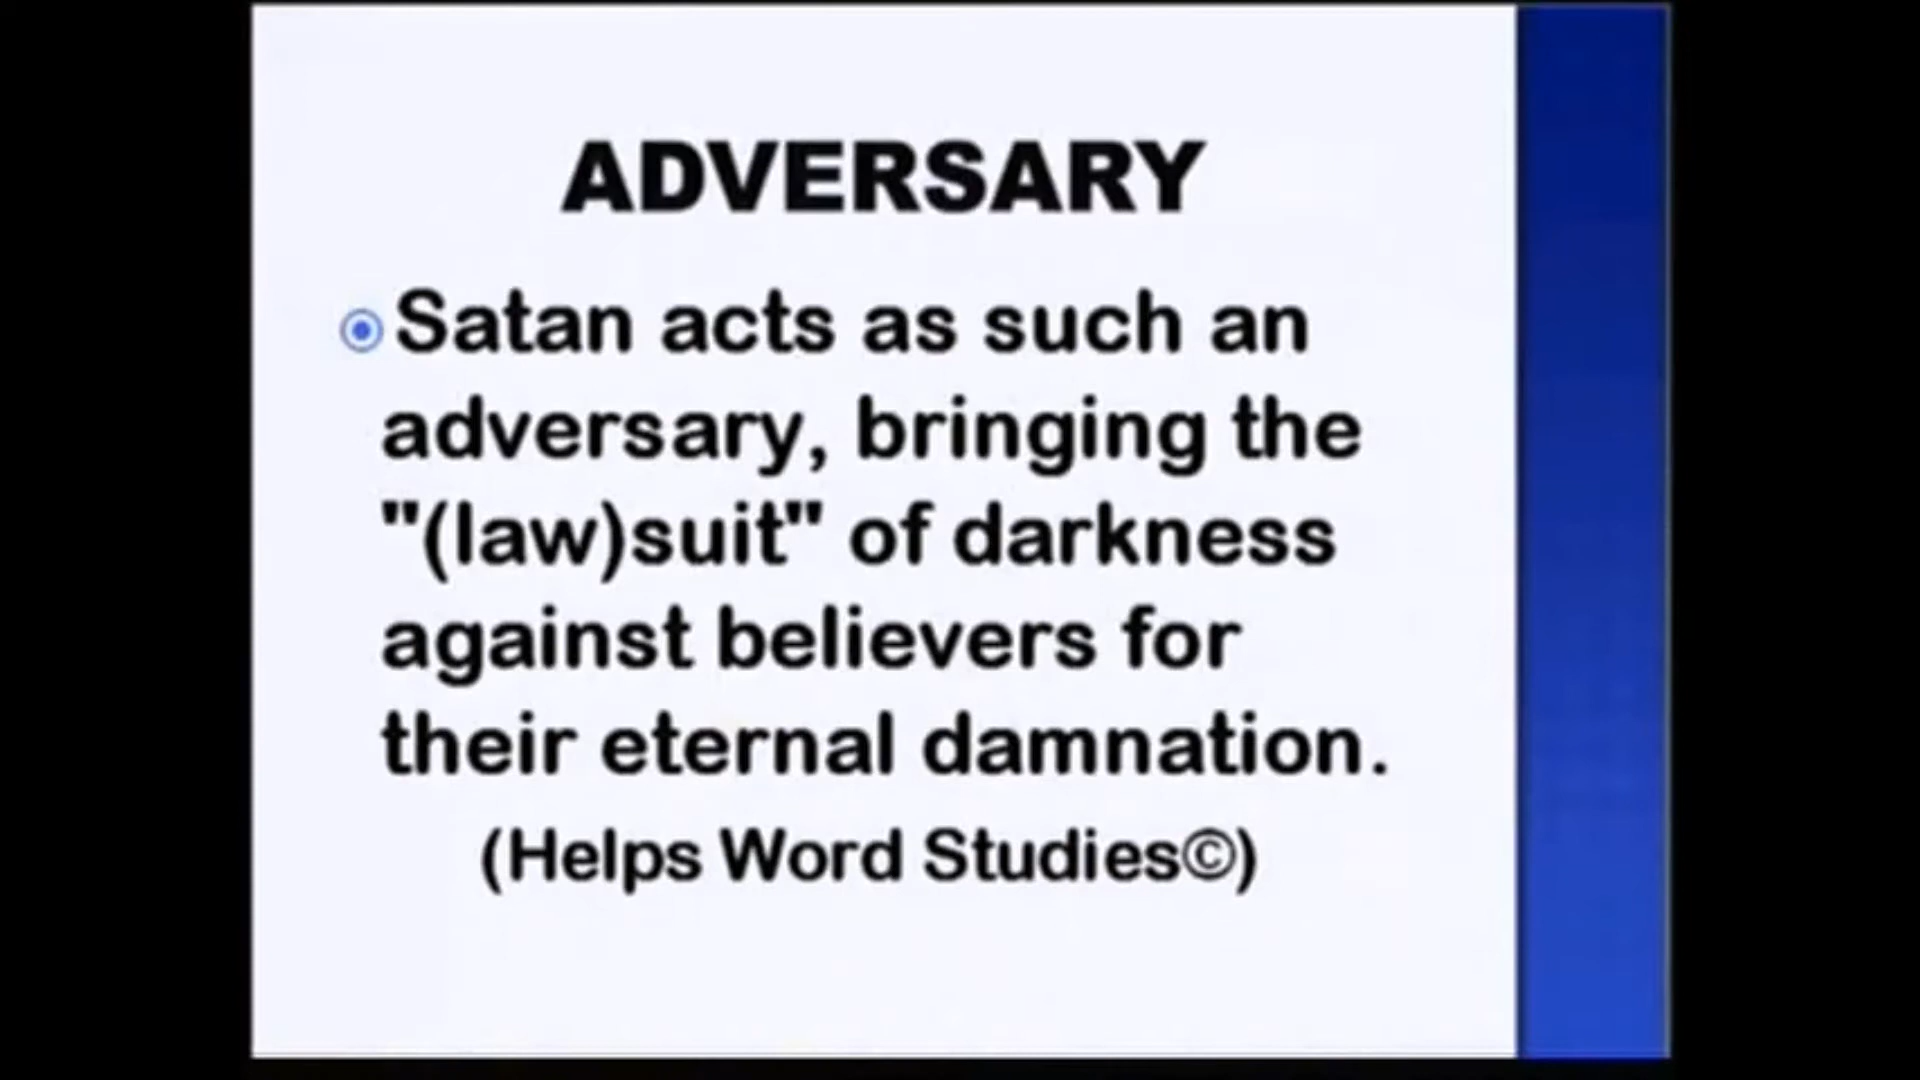 ADVERSARY
Satan acts as such an
adversary, bringing the
"(law)suit" of darkness
against believers for
their eternal damnation.
(Helps Word Studies©)